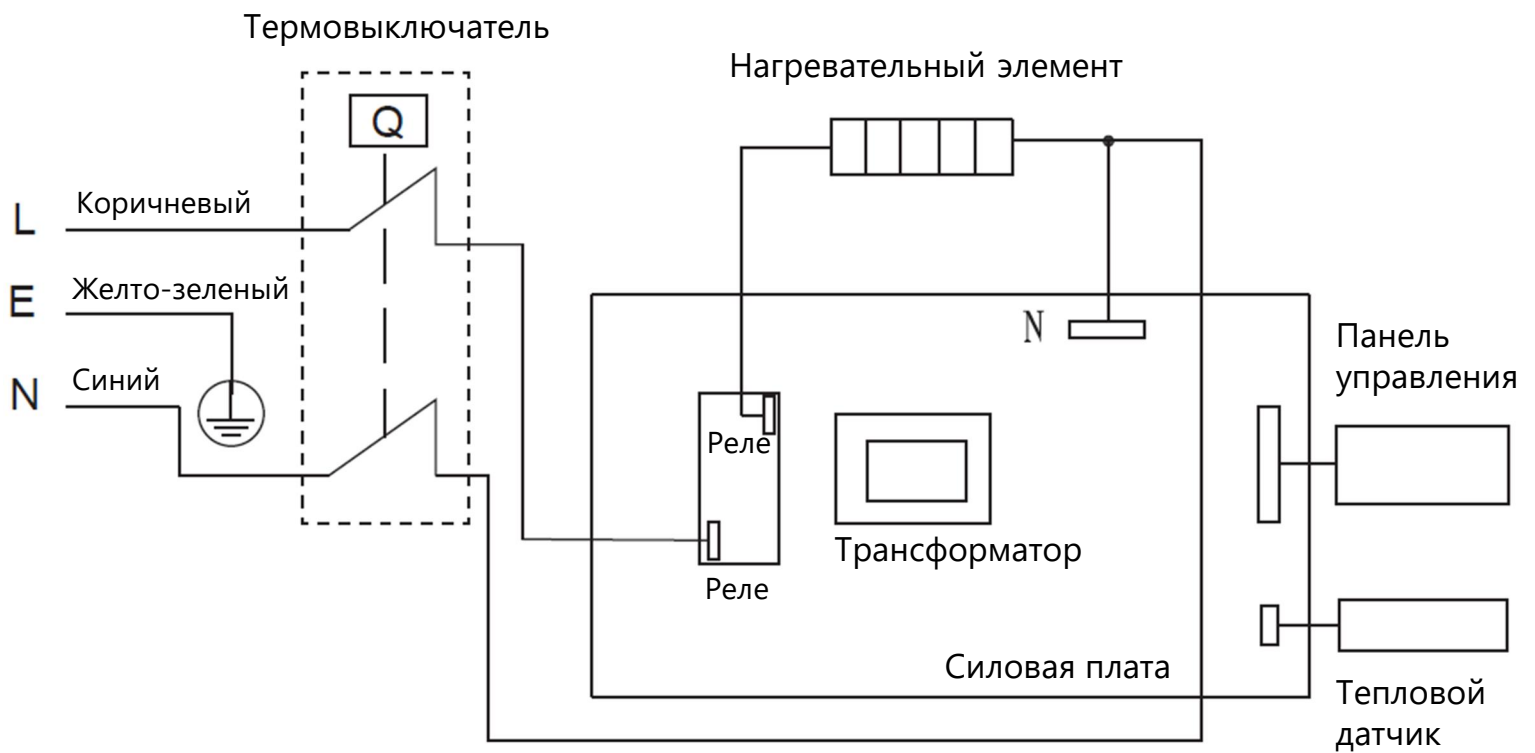 Термовыключатель
Нагревательный элемент
Q
L
Коричневый
E
Желто-зеленый
N
Синий
N
Панель
управления
Реле
Трансформатор
Реле
Силовая плата
Тепловой
датчик